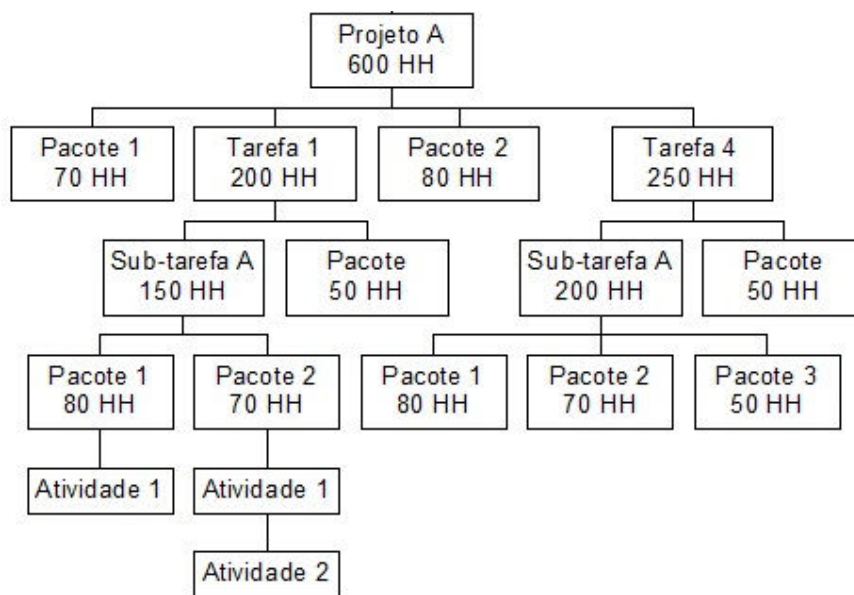 Projeto A
600 HH
Pacote 1
70 HH
Tarefa 1
200 HH
Pacote 2
80 HH
Tarefa 4
250 HH
Sub-tarefa A
150 HH
Pacote
50 HH
Sub-tarefa A
200 HH
Pacote
50 HH
Pacote 1
80 HH
Pacote 2
70 HH
Pacote 1
80 HH
Pacote 2
70 HH
Pacote 3
50 HH
Atividade 1
Atividade 1
Atividade 2